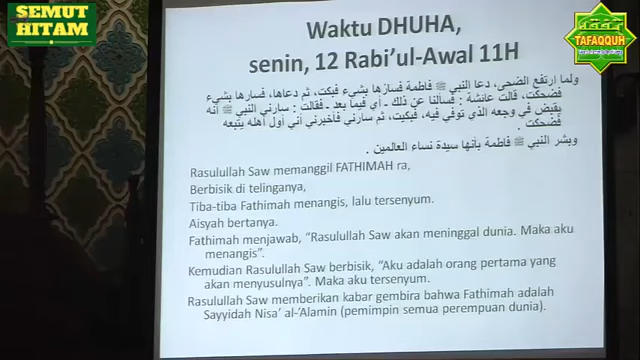 SEMUT
HITAM
TAFAQQUH
Waktu DHUHA,
senin, 12 Rabi’ul-Awal 11H
ولما ارتفع الضحى، دعا النبي ﷺ فاطمة فسارّها بشيء فبكت، ثم دعاها، فسارها بشيء
فضحكت، قالت عائشة : فسألنا عن ذلك ـ أي فيما بعد ـ فقالت : سارني النبي ﷺ أنه
يقبض في وجعه الذي توفي فيه، فبكيت، ثم سارني فأخبرني أني أول أهله يتبعه
فضحكت .
وبشر النبي ﷺ فاطمة بأنها سيدة نساء العالمين .
Rasulullah Saw memanggil FATHIMAH ra,
Berbisik di telinganya,
Tiba-tiba Fathimah menangis, lalu tersenyum.
Aisyah bertanya.
Fathimah menjawab, “Rasulullah Saw akan meninggal dunia. Maka aku
menangis”.
Kemudian Rasulullah Saw berbisik, “Aku adalah orang pertama yang
akan menyusulnya”. Maka aku tersenyum.
Rasulullah Saw memberikan kabar gembira bahwa Fathimah adalah
Sayyidah Nisa’ al-‘Alamin (pemimpin semua perempuan dunia).